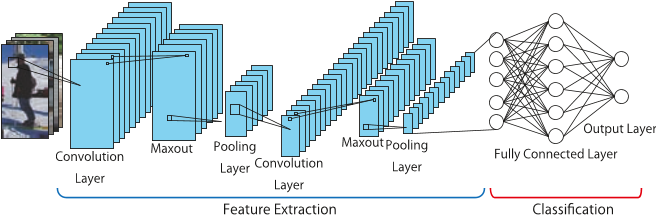 Convolution
Layer
Maxout
Pooling
Layer
Convolution
Layer
Maxout
Pooling
Layer
Fully Connected Layer
Output Layer
Feature Extraction
Classification